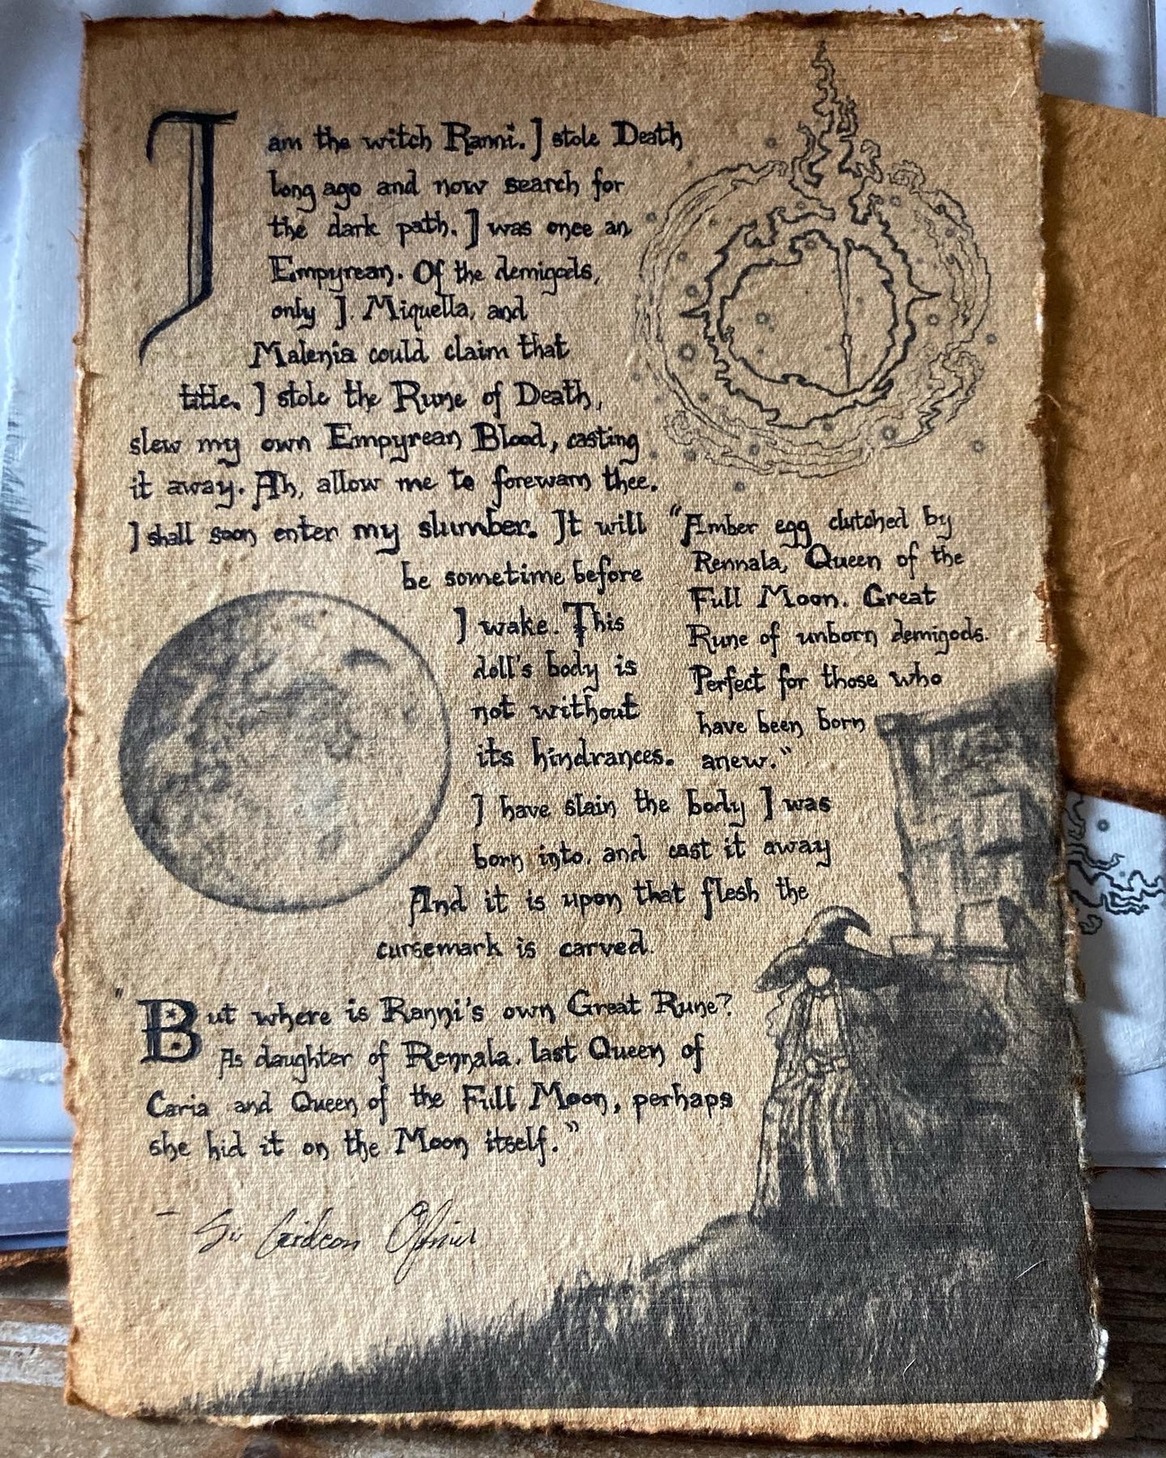 I am the witch Ranni. I stole Death
long ago and now search for
the dark path. I was once an
Empyrean. Of the demigods,
only I, Miquella, and
Malenia could claim that
title. I stole the Rune of Death,
slew my own Empyrean Blood, casting
it away. Ah, allow me to forewarn thee.
I shall soon enter my slumber. It will
be sometime before
I wake. This
doll's body is
not without
its hindrances.
"Amber egg clutched by
Rennala, Queen of the
Full Moon. Great
Rune of unborn demigods.
Perfect for those who
have been born
anew."
I have slain the body I was
born into, and cast it away
And it is upon that flesh the
cursemark is carved.
"But where is Ranni's own Great Rune?
As daughter of Rennala, last Queen of
Caria and Queen of the Full Moon, perhaps
she hid it on the Moon itself."
- Sir Gideon Ofnir